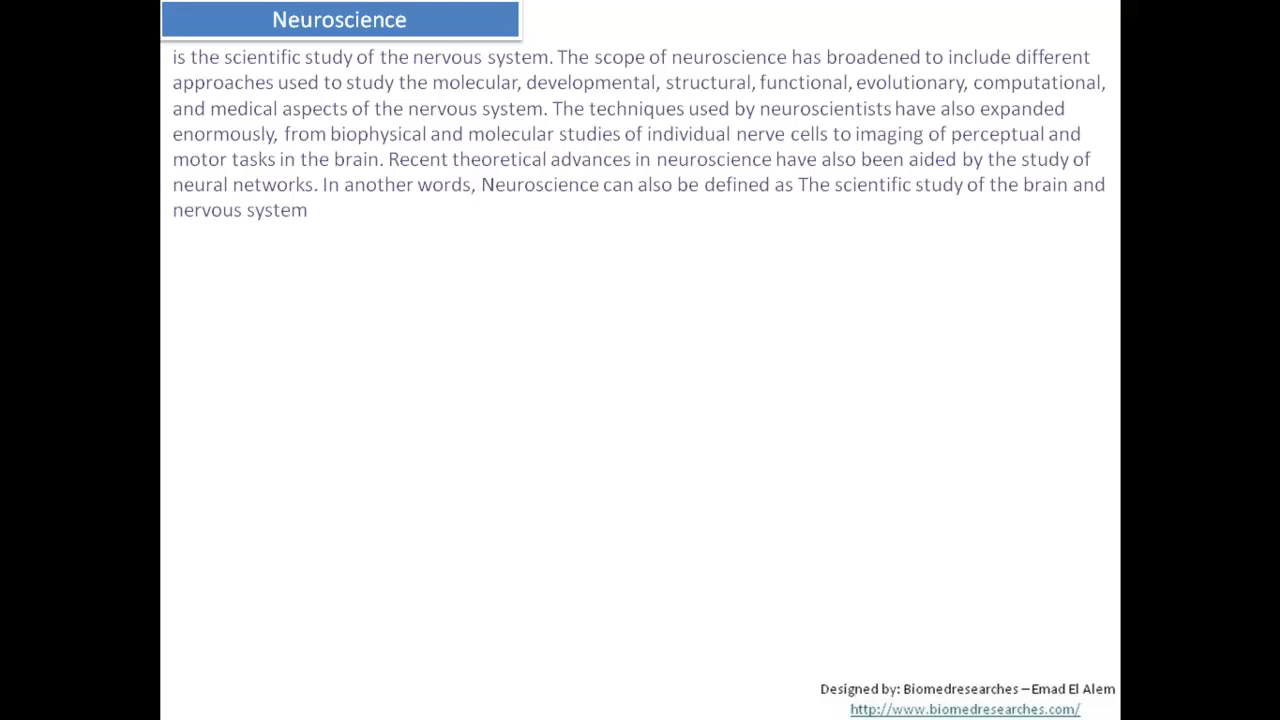 Neuroscience
is the scientific study of the nervous system. The scope of neuroscience has broadened to include different
approaches used to study the molecular, developmental, structural, functional, evolutionary, computational,
and medical aspects of the nervous system. The techniques used by neuroscientists have also expanded
enormously, from biophysical and molecular studies of individual nerve cells to imaging of perceptual and
motor tasks in the brain. Recent theoretical advances in neuroscience have also been aided by the study of
neural networks. In another words, Neuroscience can also be defined as The scientific study of the brain and
nervous system
Designed by: Biomedresearches – Emad El Alem
http://www.biomedresearches.com/